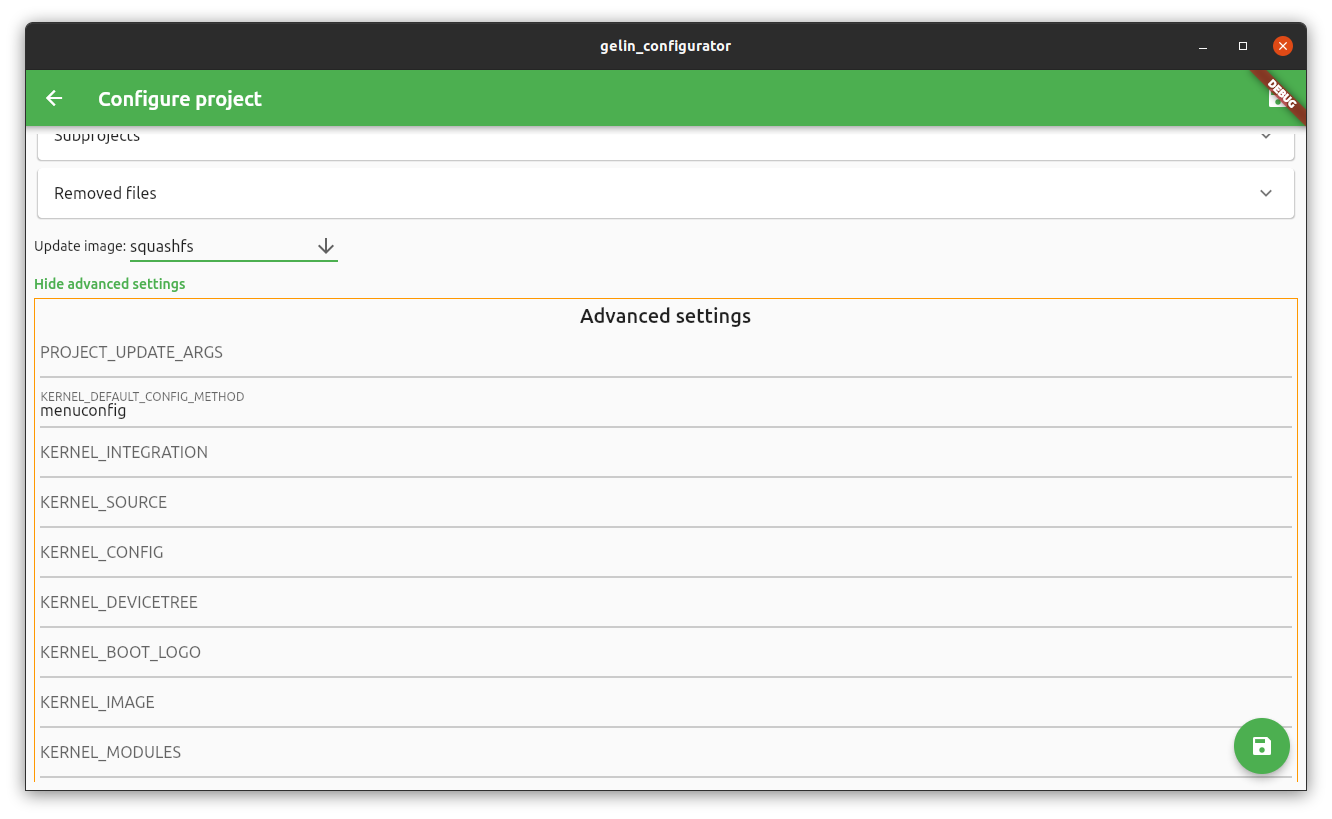 gelin_configurator
Configure project
DEBUG
Subprojects
Removed files
Update image: squashfs
Hide advanced settings
Advanced settings
PROJECT_UPDATE_ARGS
KERNEL_DEFAULT_CONFIG_METHOD
menuconfig
KERNEL_INTEGRATION
KERNEL_SOURCE
KERNEL_CONFIG
KERNEL_DEVICETREE
KERNEL_BOOT_LOGO
KERNEL_IMAGE
KERNEL_MODULES